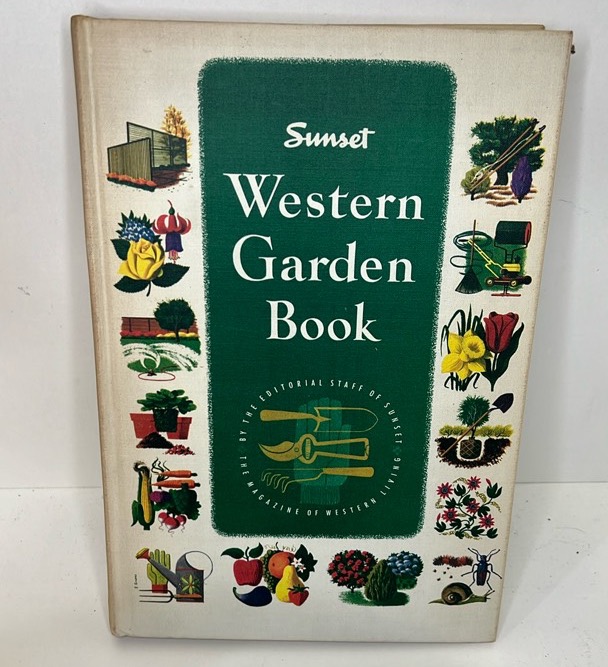 Sunset
Western
Garden
Book
BY THE EDITORIAL STAFF OF SUNSET
THE MAGAZINE OF WESTERN LIVING